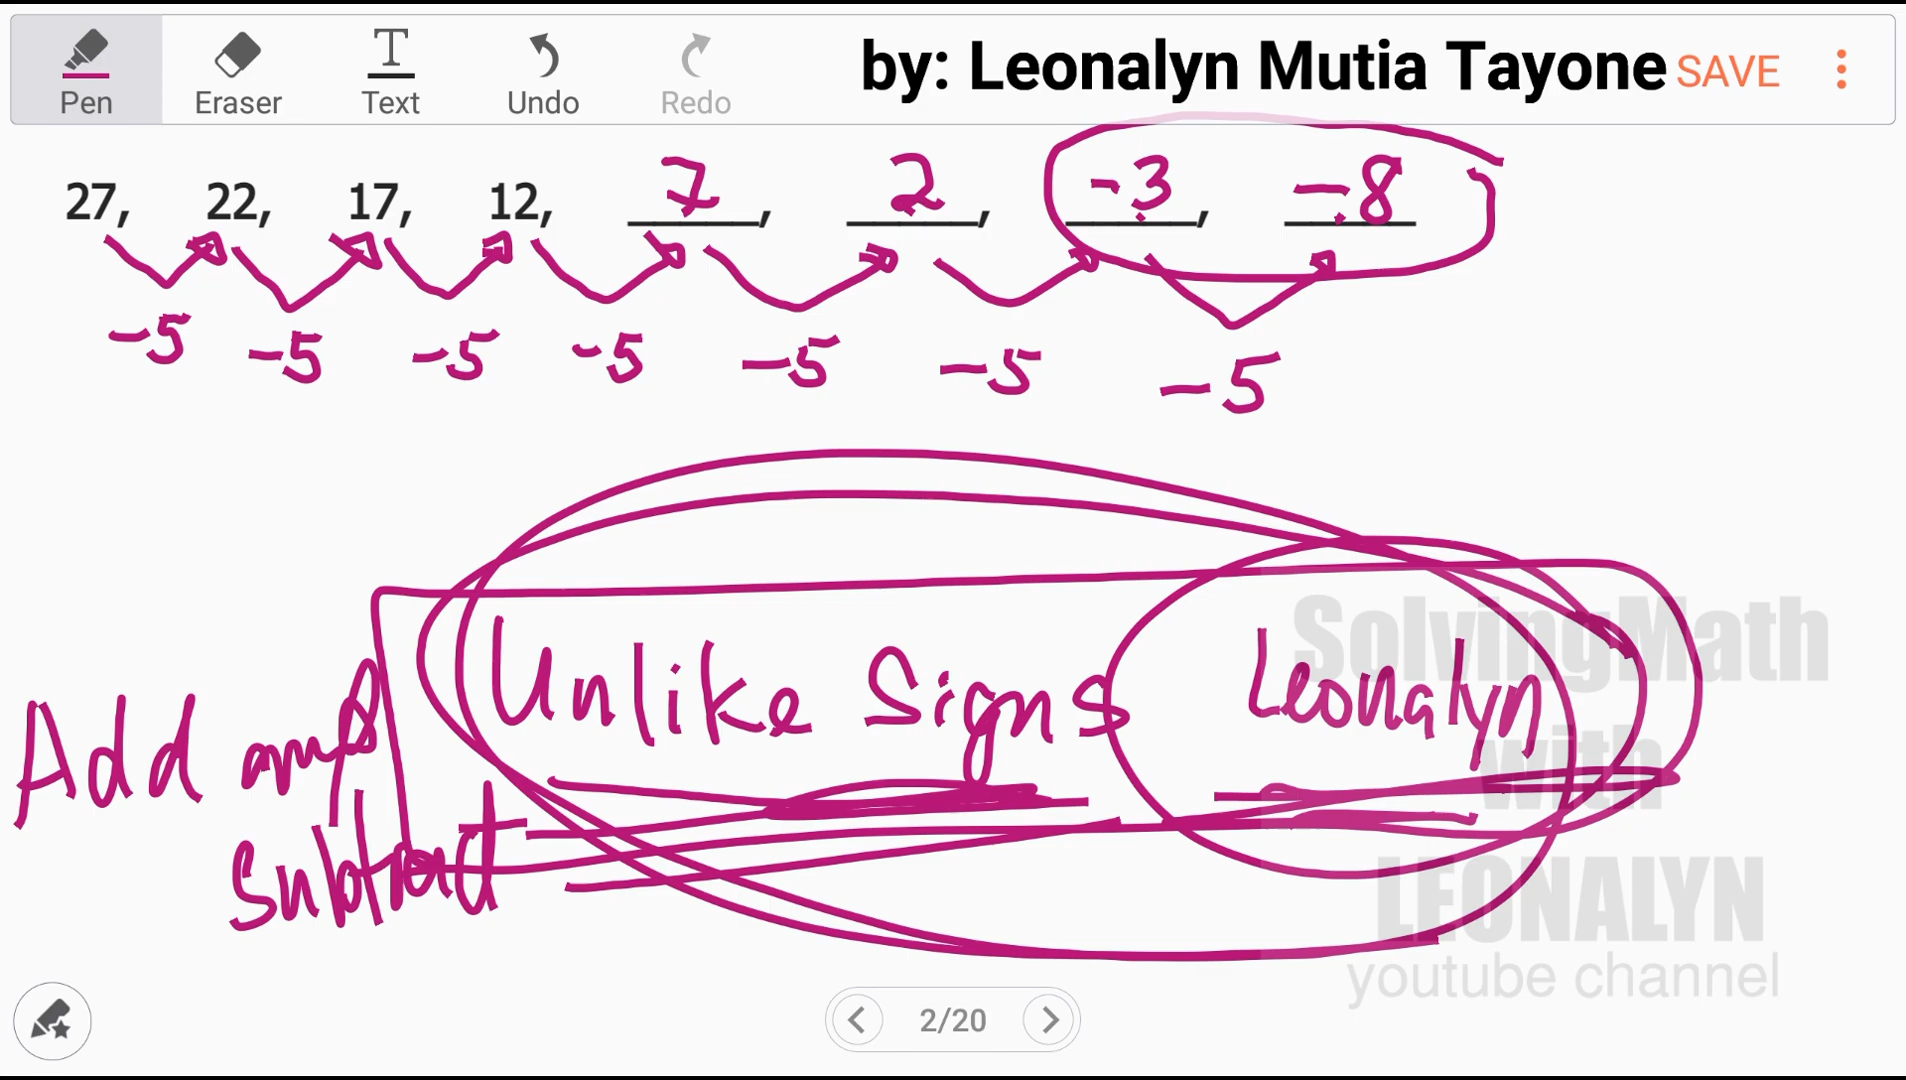 Pen Eraser Text Undo Redo by: Leonalyn Mutia Tayone SAVE
27, 22, 17, 12, 7, 2, -3, -8
-5 -5 -5 -5 -5 -5 -5
Unlike Signs Leonalyn
Add and
Subtract
SolvingMath
with
LEONALYN
youtube channel
2/20